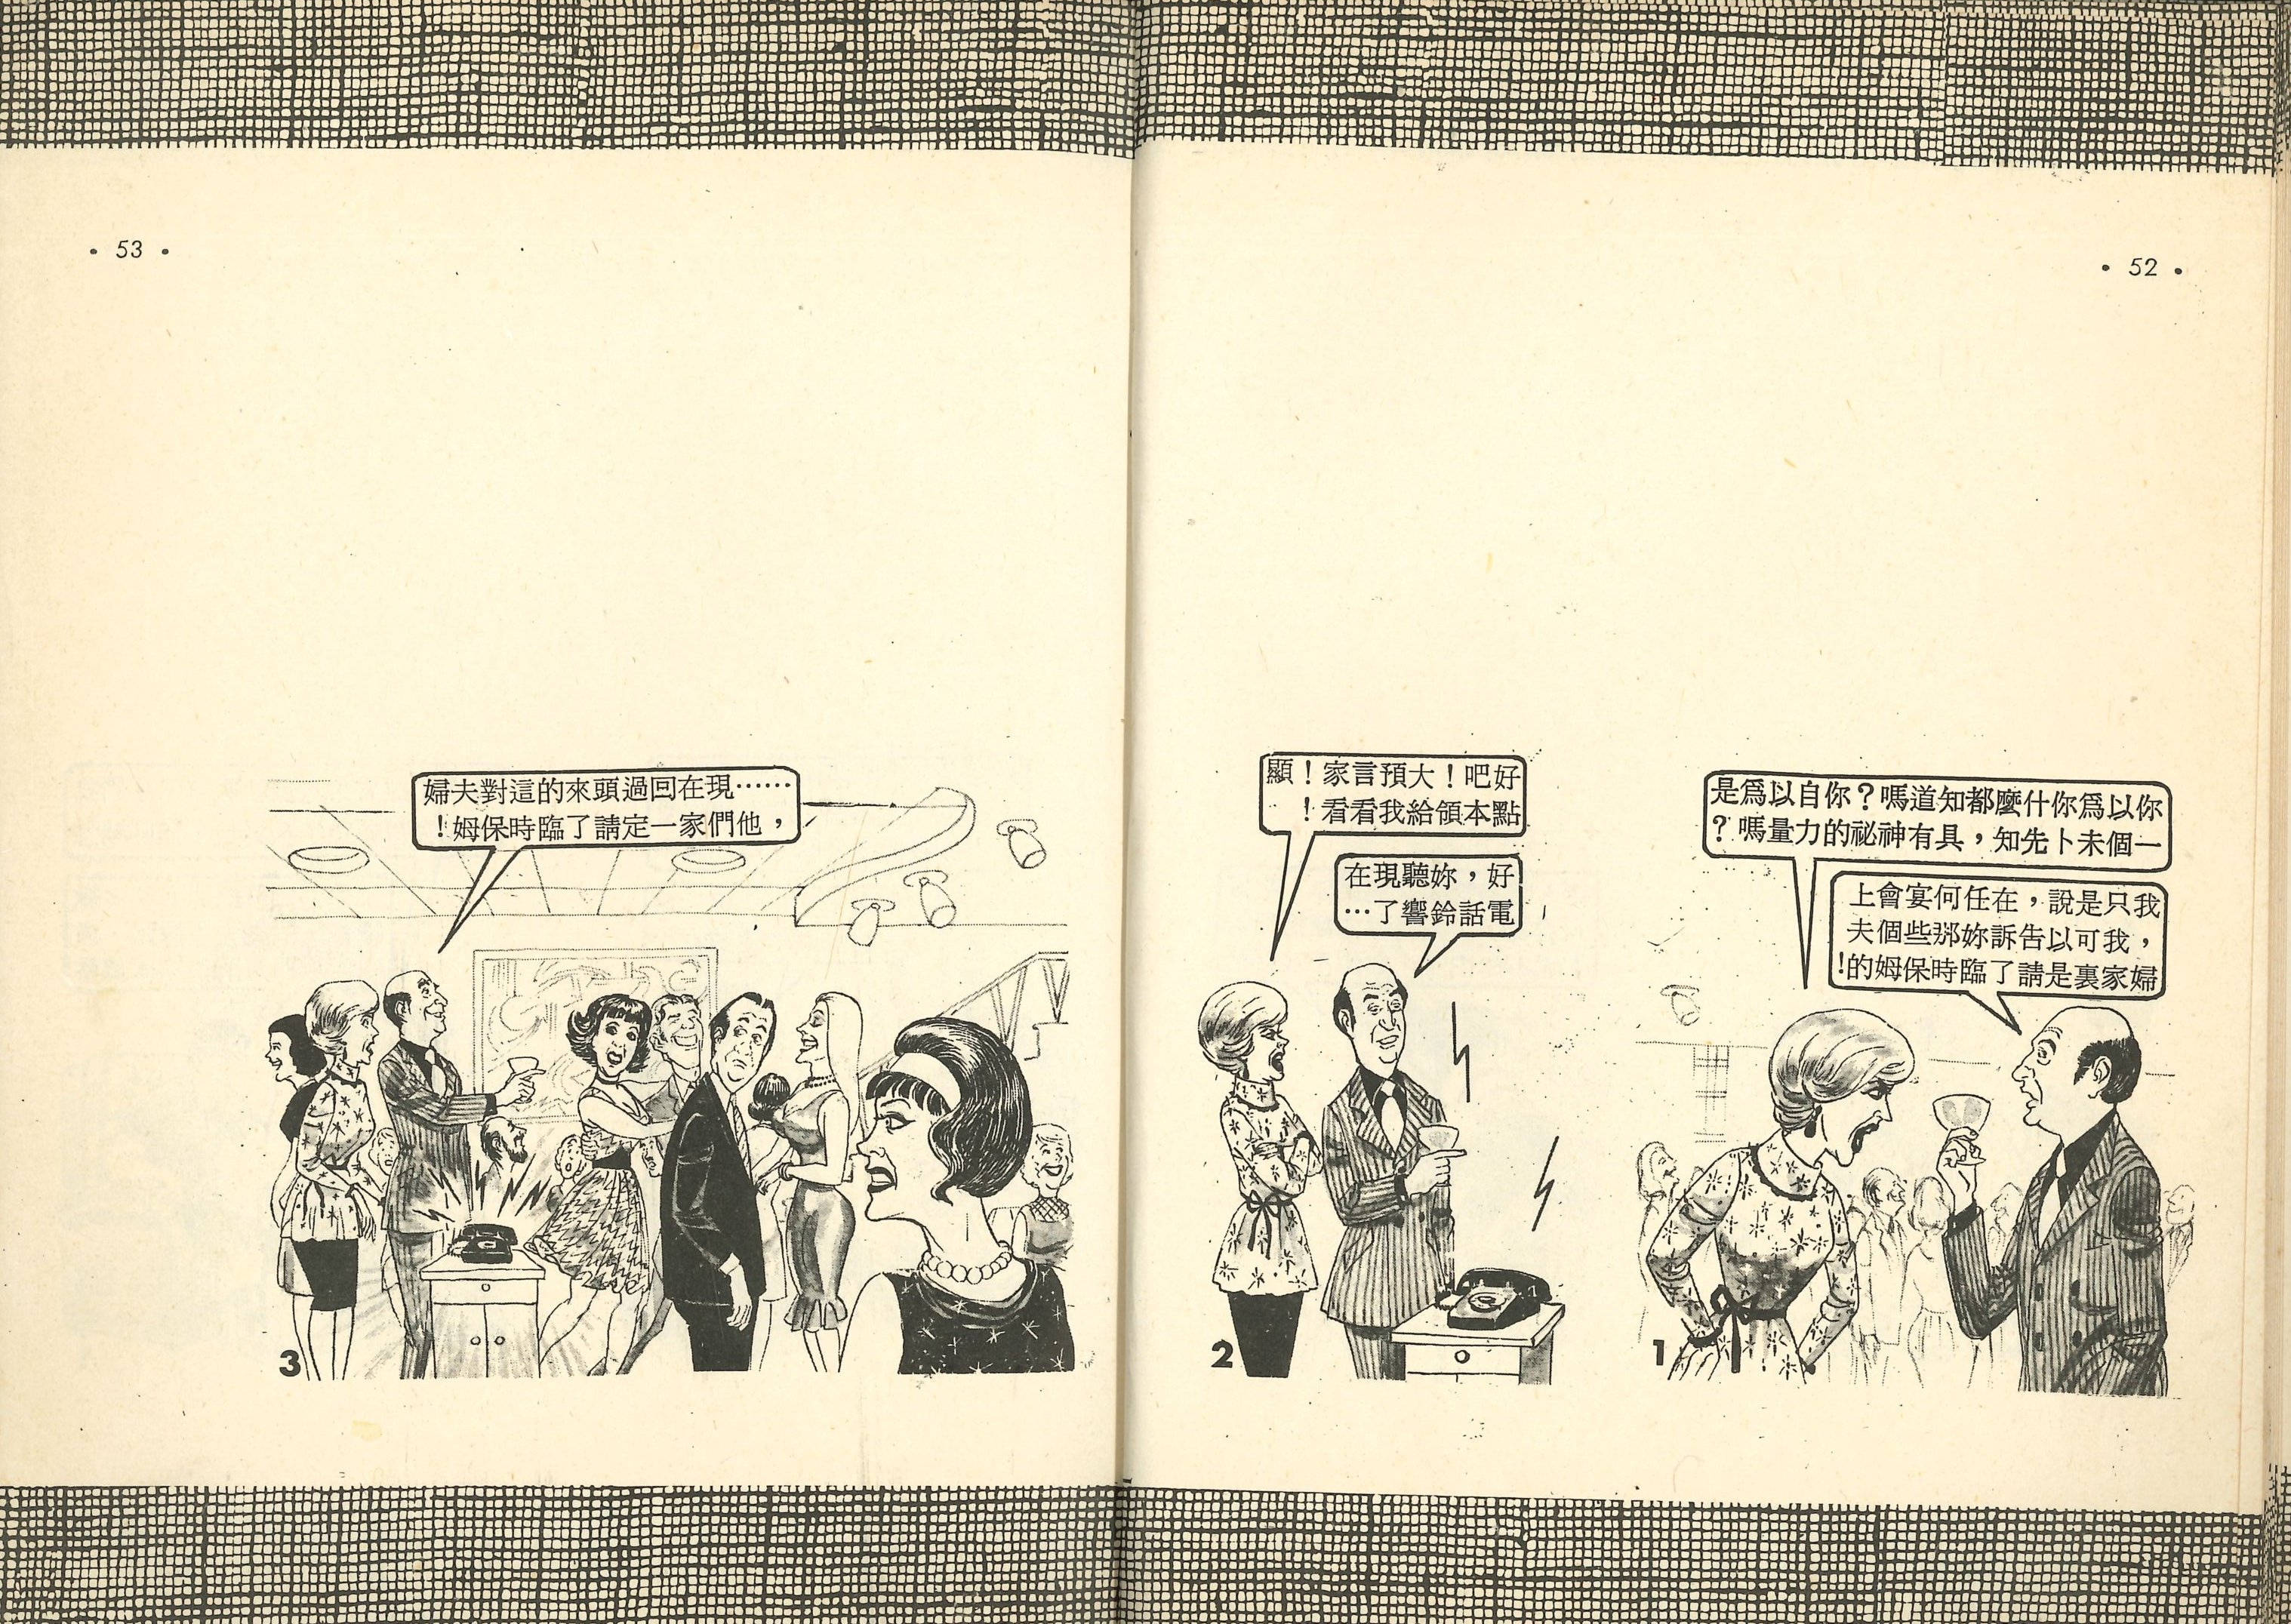 • 52 •
你以爲你什麼都知道嗎？你自以爲是
一個未卜先知，具有神祕的力量嗎？
我只是說，在任何宴會上
，我可以告訴妳那些個夫
婦家裏是請了臨時保姆的！
1
好吧！大預言家！顯
點本領給我看看！
好，妳聽現在
電話鈴響了…
2
• 53 •
……現在回過頭來的這對夫婦
，他們家一定請了臨時保姆！
3